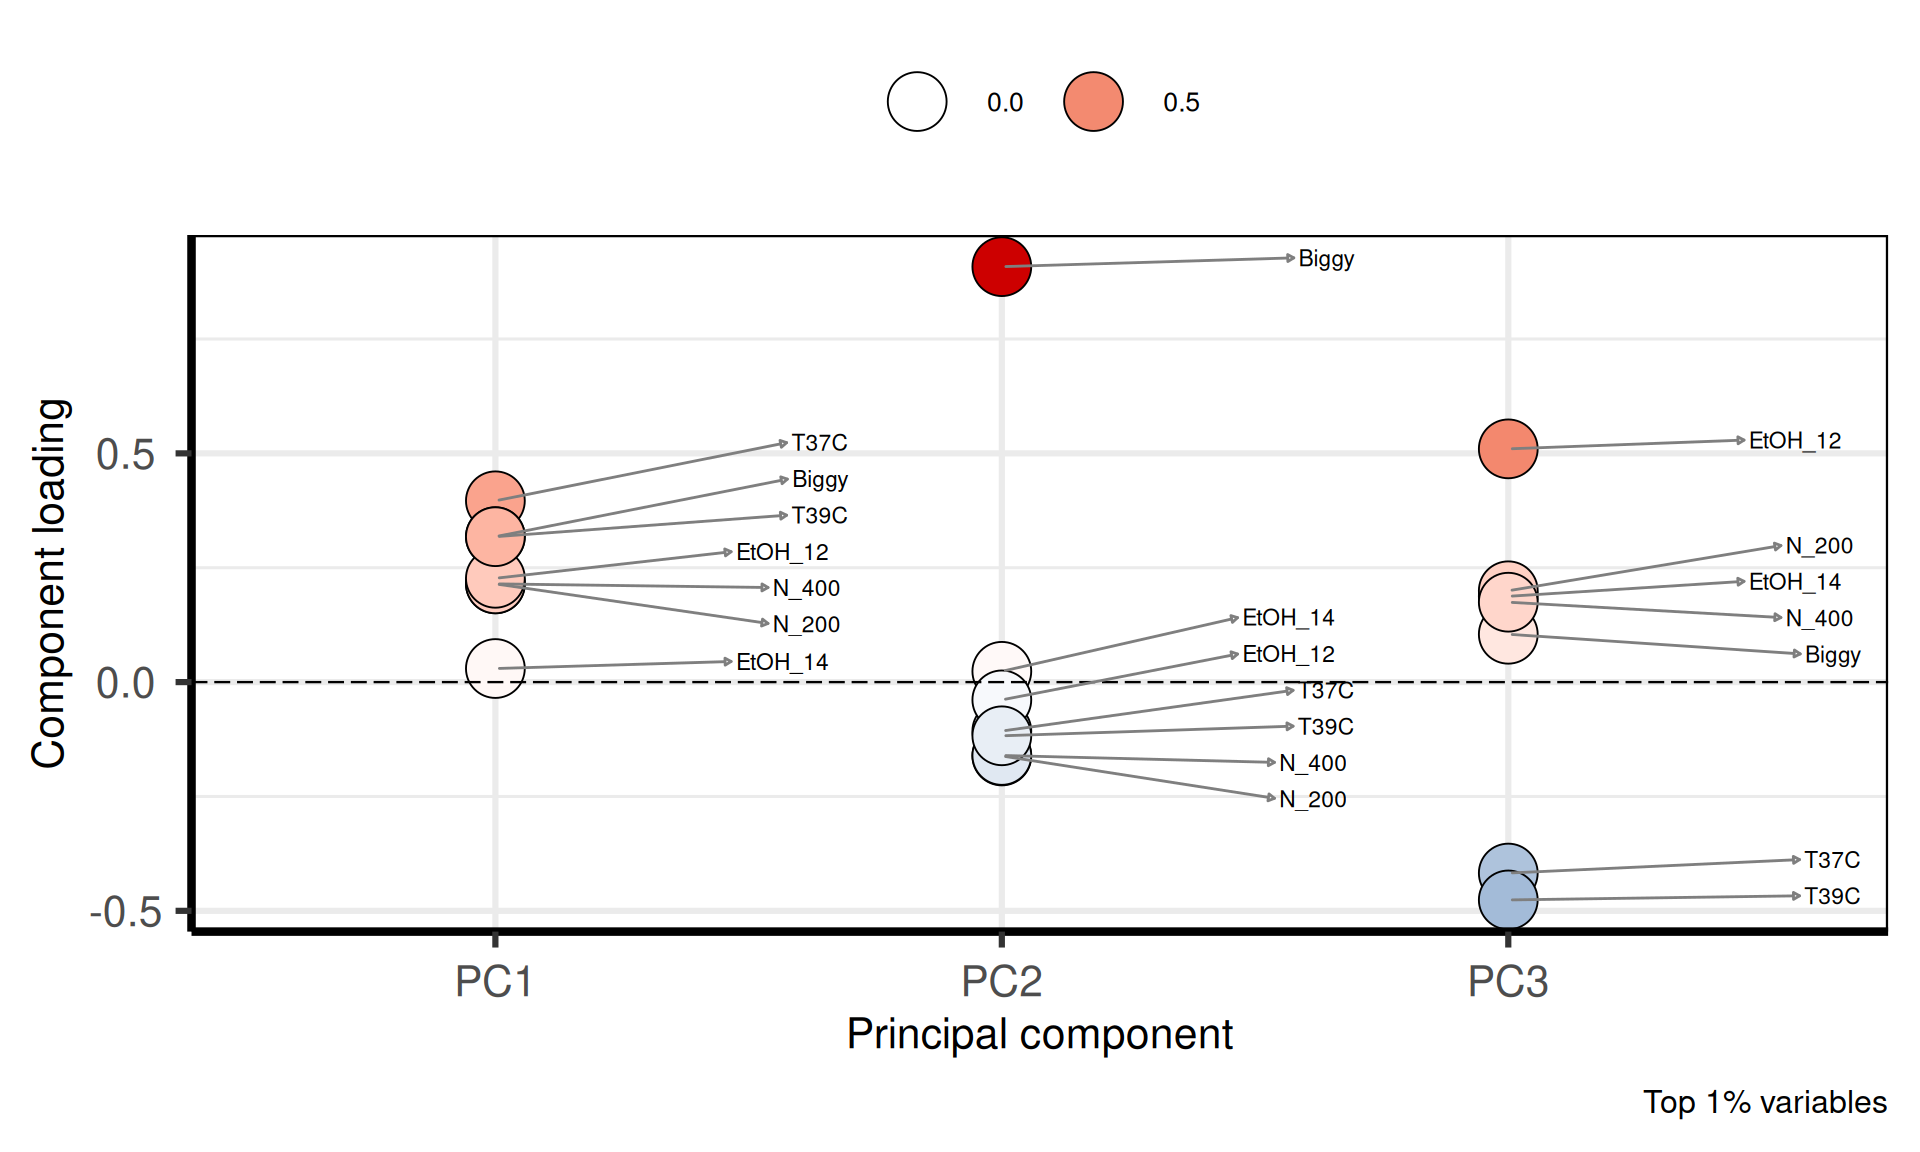 0.0 0.5
Component loading
0.5
0.0
-0.5
T37C
Biggy
T39C
EtOH_12
N_400
N_200
EtOH_14
Biggy
EtOH_14
EtOH_12
T37C
T39C
N_400
N_200
EtOH_12
N_200
EtOH_14
N_400
Biggy
T37C
T39C
PC1 PC2 PC3
Principal component
Top 1% variables